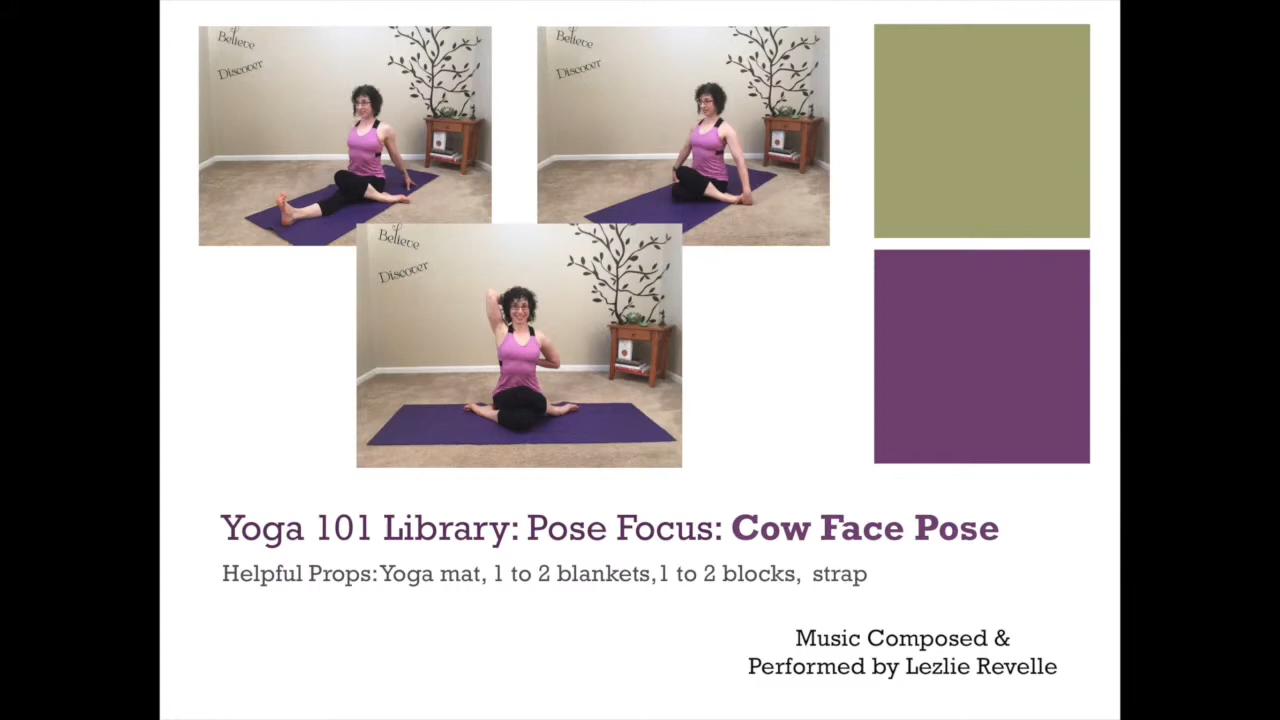 Believe
Discover
Believe
Discover
of
Believe
Discover
Yoga 101 Library: Pose Focus: Cow Face Pose
Helpful Props: Yoga mat, 1 to 2 blankets, 1 to 2 blocks, strap
Music Composed &
Performed by Lezlie Revelle